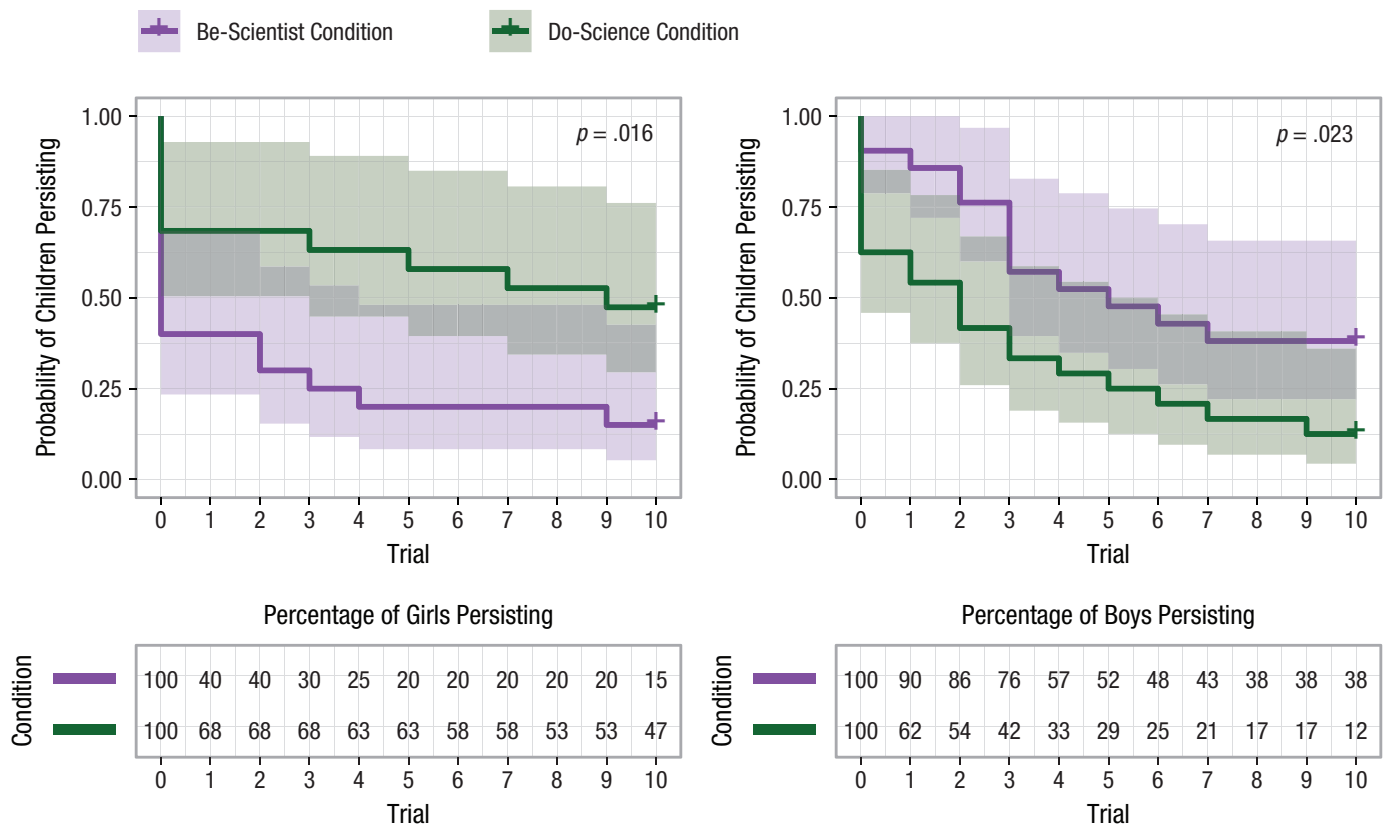 Be-Scientist Condition
Do-Science Condition
Probability of Children Persisting
1.00
0.75
0.50
0.25
0.00
p = .016
0 1 2 3 4 5 6 7 8 9 10
Trial
Probability of Children Persisting
1.00
0.75
0.50
0.25
0.00
p = .023
0 1 2 3 4 5 6 7 8 9 10
Trial
Percentage of Girls Persisting
Condition
100 40 40 30 25 20 20 20 20 20 15
100 68 68 68 63 63 58 58 53 53 47
0 1 2 3 4 5 6 7 8 9 10
Trial
Percentage of Boys Persisting
Condition
100 90 86 76 57 52 48 43 38 38 38
100 62 54 42 33 29 25 21 17 17 12
0 1 2 3 4 5 6 7 8 9 10
Trial